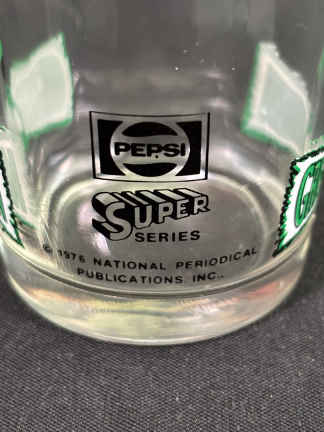 PEPSI
SUPER
SERIES
© 1976 NATIONAL PERIODICAL
PUBLICATIONS, INC..